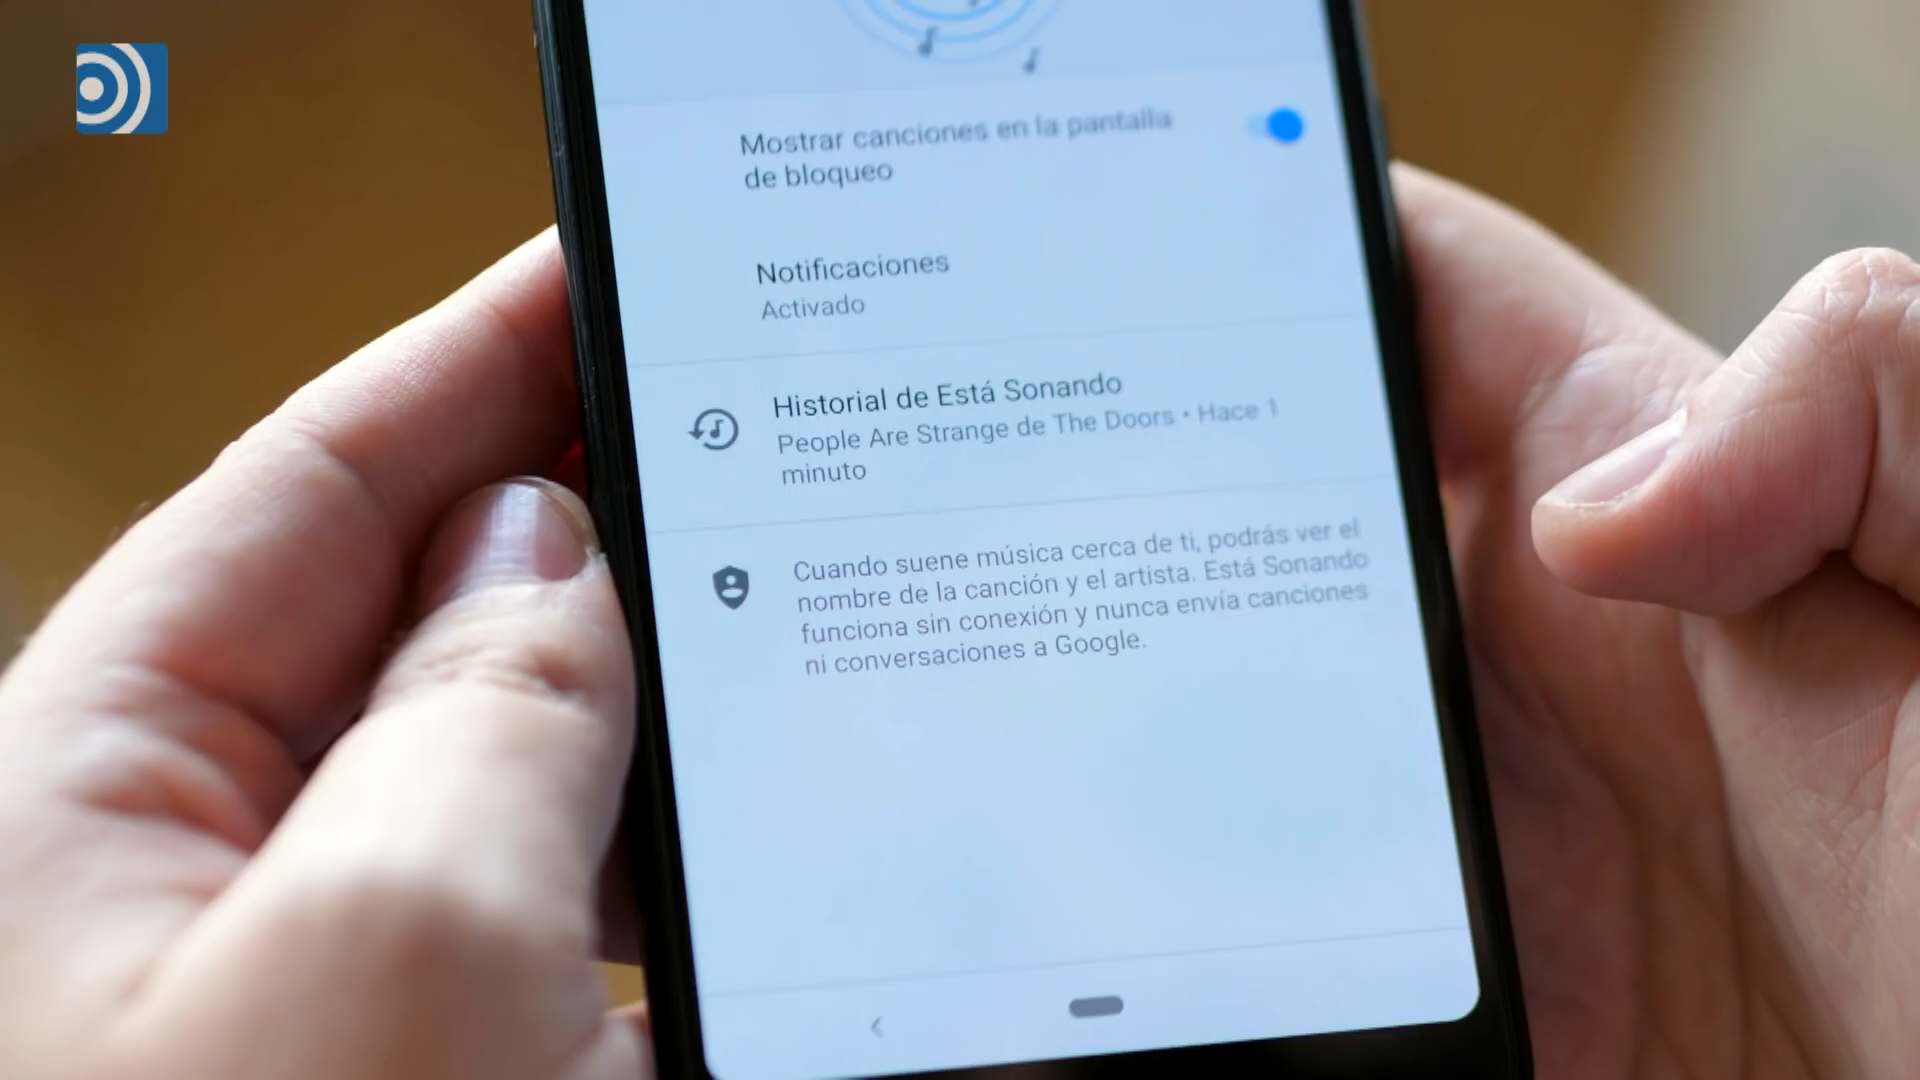 Mostrar canciones en la pantalla
de bloqueo
Notificaciones
Activado
Historial de Está Sonando
People Are Strange de The Doors • Hace 1
minuto
Cuando suene música cerca de ti, podrás ver el
nombre de la canción y el artista. Está Sonando
funciona sin conexión y nunca envía canciones
ni conversaciones a Google.